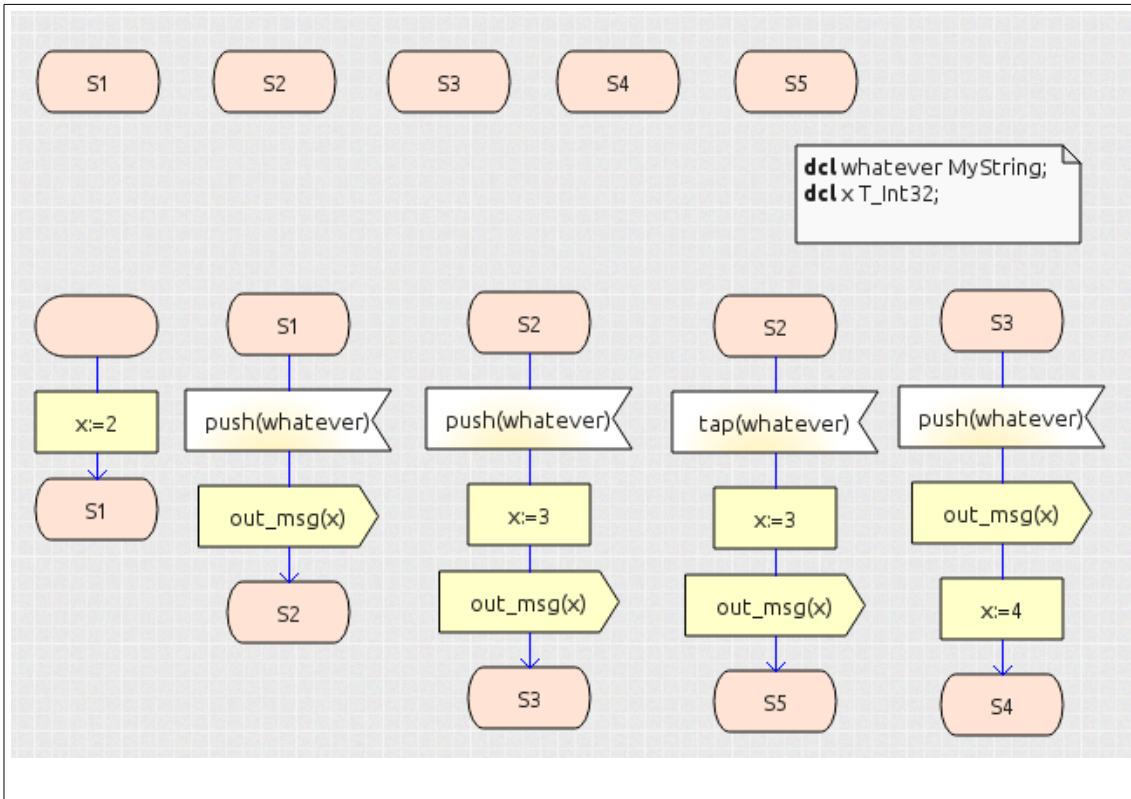 S1
S2
S3
S4
S5
dcl whatever MyString;
dcl x T_Int32;
x:=2
S1
S1
push(whatever)
out_msg(x)
S2
S2
push(whatever)
x:=3
out_msg(x)
S3
S2
tap(whatever)
x:=3
out_msg(x)
S5
S3
push(whatever)
out_msg(x)
x:=4
S4